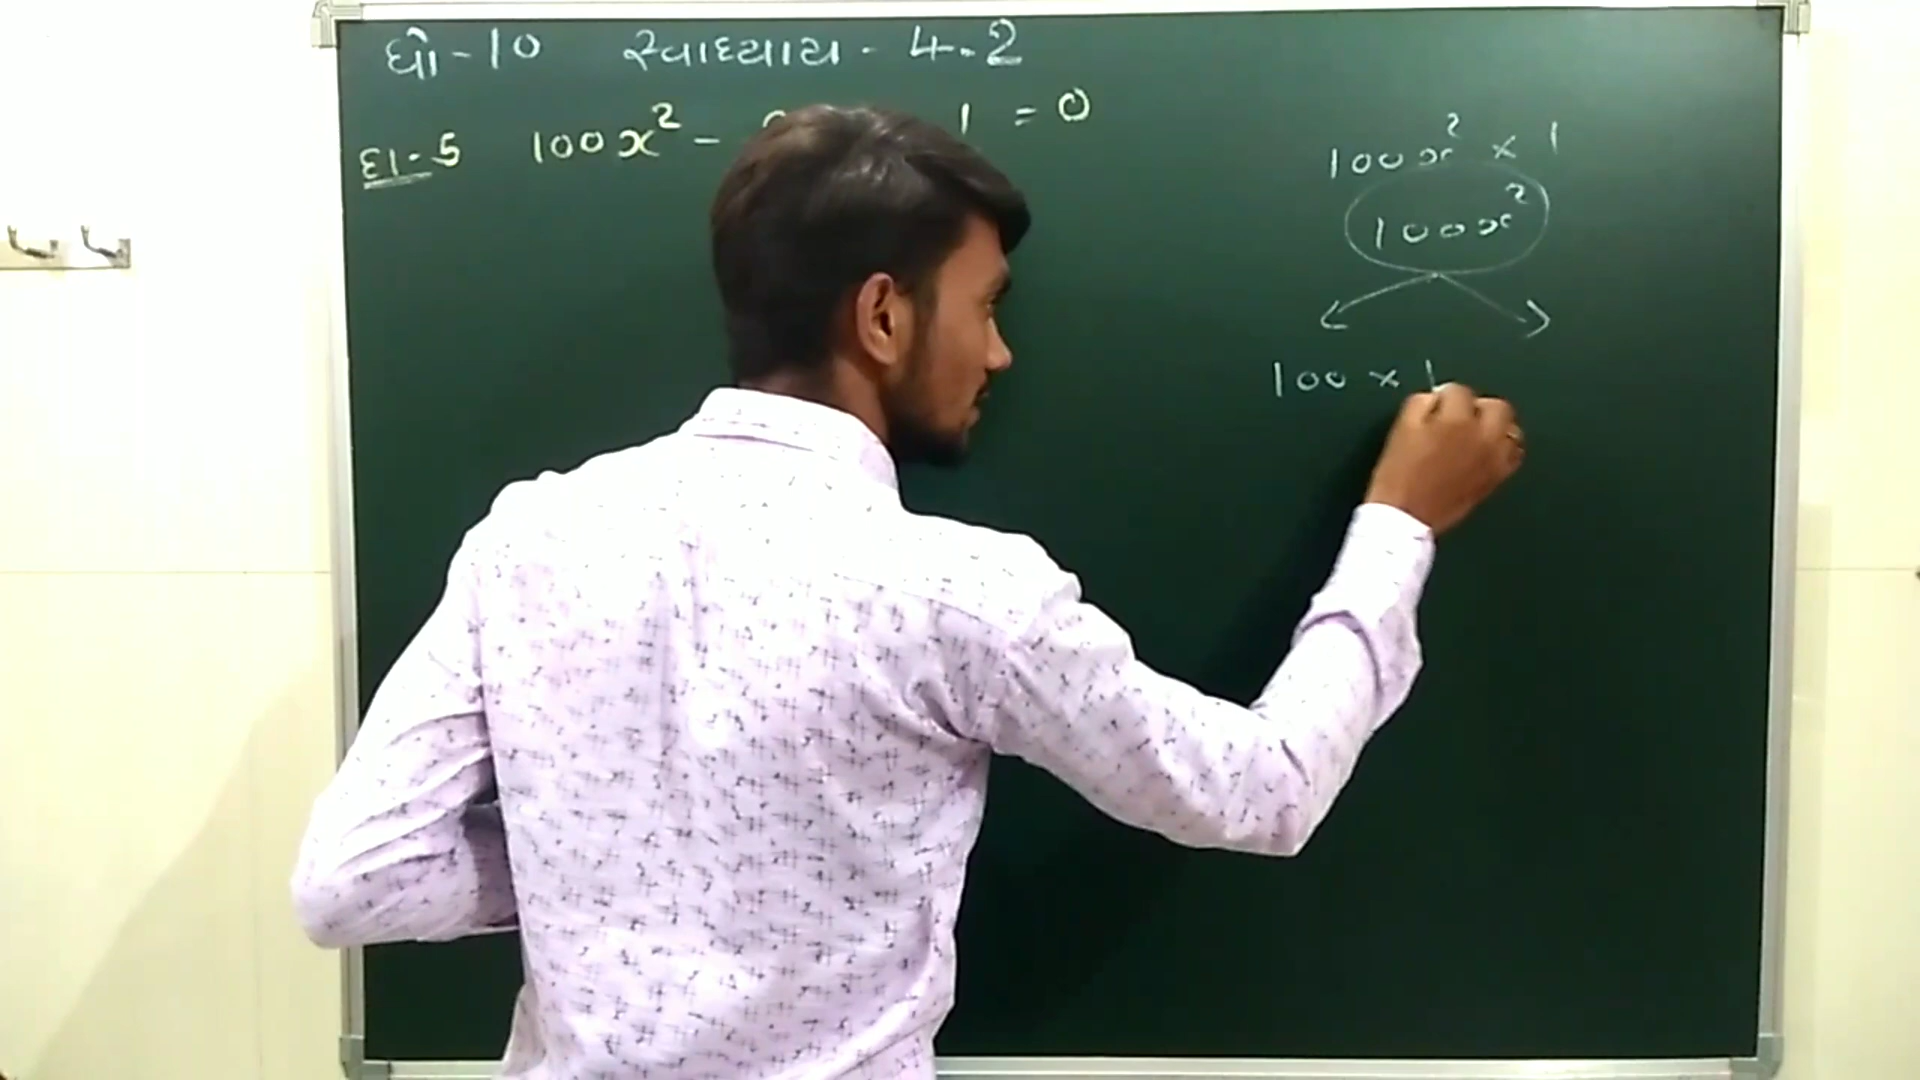 ધો-10 સ્વાધ્યાય - 4.2
દા-5 100x² - 1 = 0
100x² × 1
100x²
100 × 1